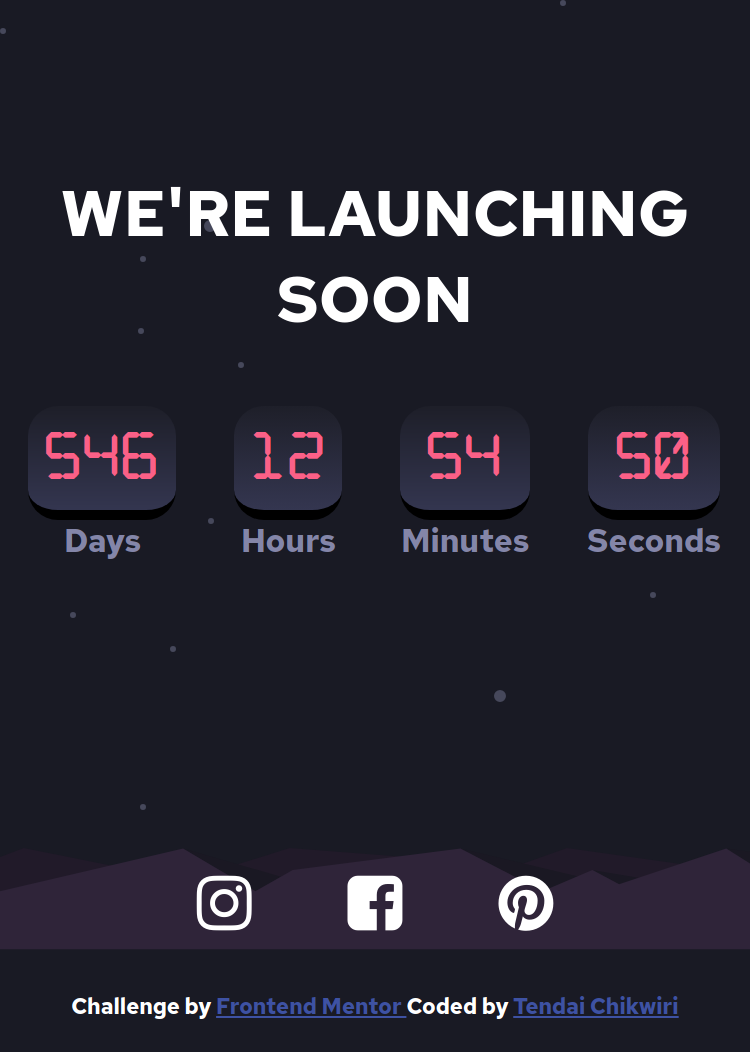 WE'RE LAUNCHING
SOON
546 12 54 50
Days Hours Minutes Seconds
Challenge by Frontend Mentor Coded by Tendai Chikwiri